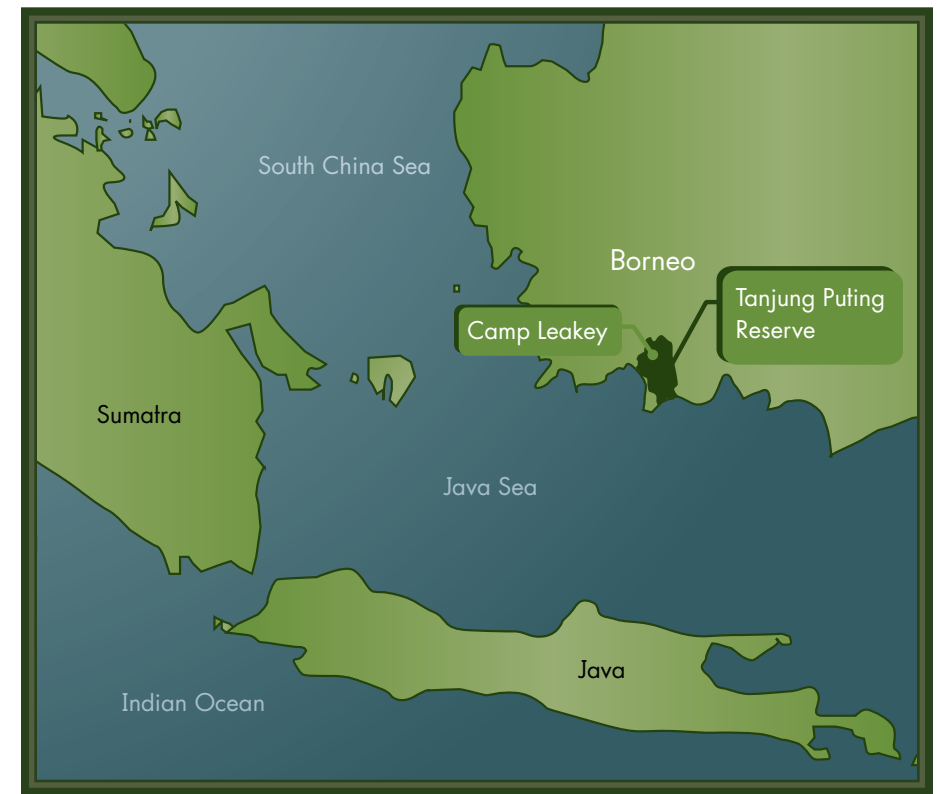 South China Sea
Borneo
Tanjung Puting
Reserve
Camp Leakey
Sumatra
Java Sea
Java
Indian Ocean